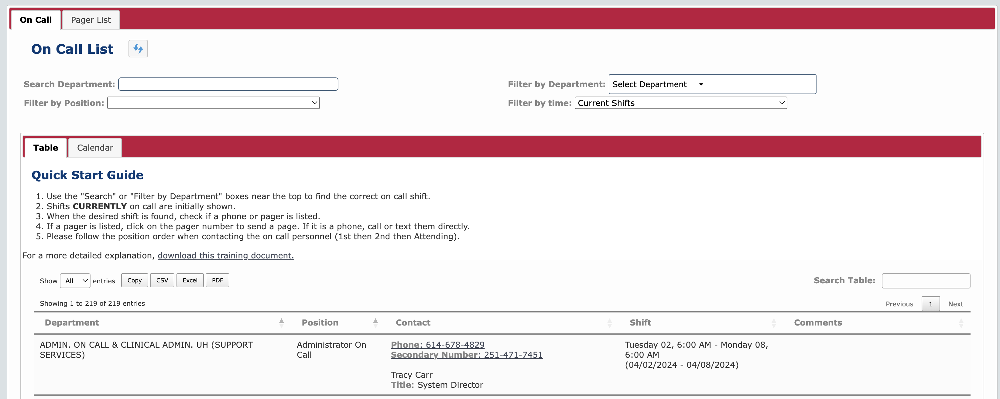 On Call
Pager List
On Call List
Search Department:
Filter by Department: Select Department
Filter by Position:
Filter by time: Current Shifts
Table
Calendar
Quick Start Guide
1. Use the "Search" or "Filter by Department" boxes near the top to find the correct on call shift.
2. Shifts CURRENTLY on call are initially shown.
3. When the desired shift is found, check if a phone or pager is listed.
4. If a pager is listed, click on the pager number to send a page. If it is a phone, call or text them directly.
5. Please follow the position order when contacting the on call personnel (1st then 2nd then Attending).
For a more detailed explanation, download this training document.
Show All entries Copy CSV Excel PDF
Search Table:
Showing 1 to 219 of 219 entries
Previous 1 Next
Department Position Contact Shift Comments
ADMIN. ON CALL & CLINICAL ADMIN. UH (SUPPORT
SERVICES)
Administrator On
Call
Phone: 614-678-4829
Secondary Number: 251-471-7451
Tracy Carr
Title: System Director
Tuesday 02, 6:00 AM - Monday 08,
6:00 AM
(04/02/2024 - 04/08/2024)